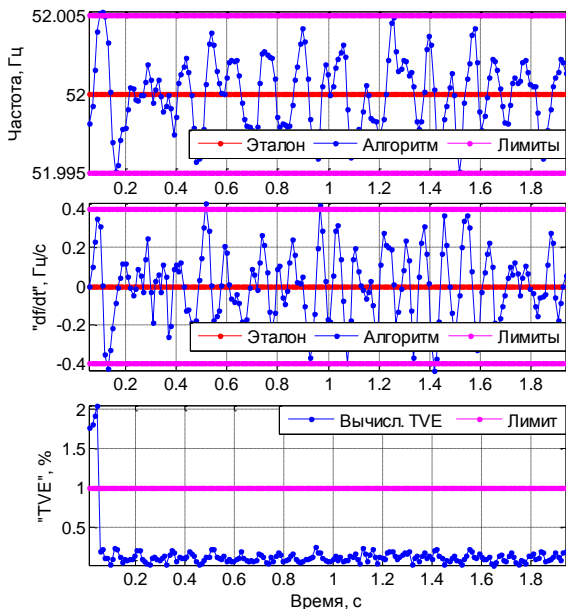 52.005
52
51.995
Частота, Гц
Эталон Алгоритм Лимиты
0.2 0.4 0.6 0.8 1 1.2 1.4 1.6 1.8
0.4
0.2
0
-0.2
-0.4
"df/dt", Гц/с
Эталон Алгоритм Лимиты
0.2 0.4 0.6 0.8 1 1.2 1.4 1.6 1.8
2
1.5
1
0.5
"TVE", %
Вычисл. TVE Лимит
0.2 0.4 0.6 0.8 1 1.2 1.4 1.6 1.8
Время, с